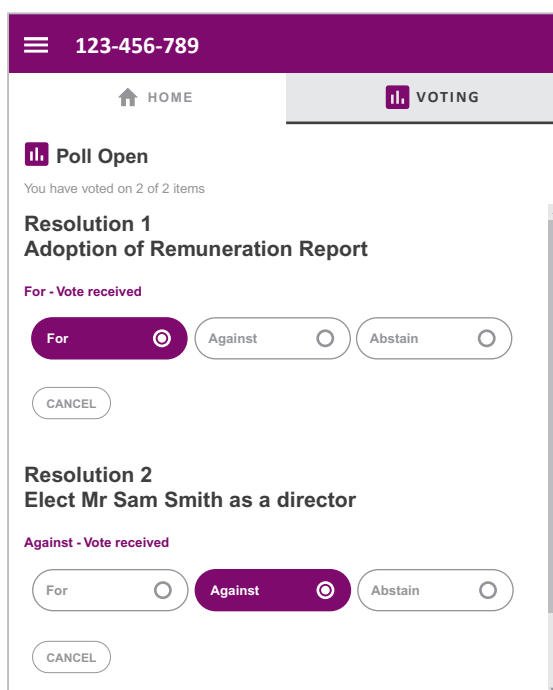 123-456-789
HOME
VOTING
Poll Open
You have voted on 2 of 2 items
Resolution 1
Adoption of Remuneration Report
For - Vote received
For Against Abstain
CANCEL
Resolution 2
Elect Mr Sam Smith as a director
Against - Vote received
For Against Abstain
CANCEL